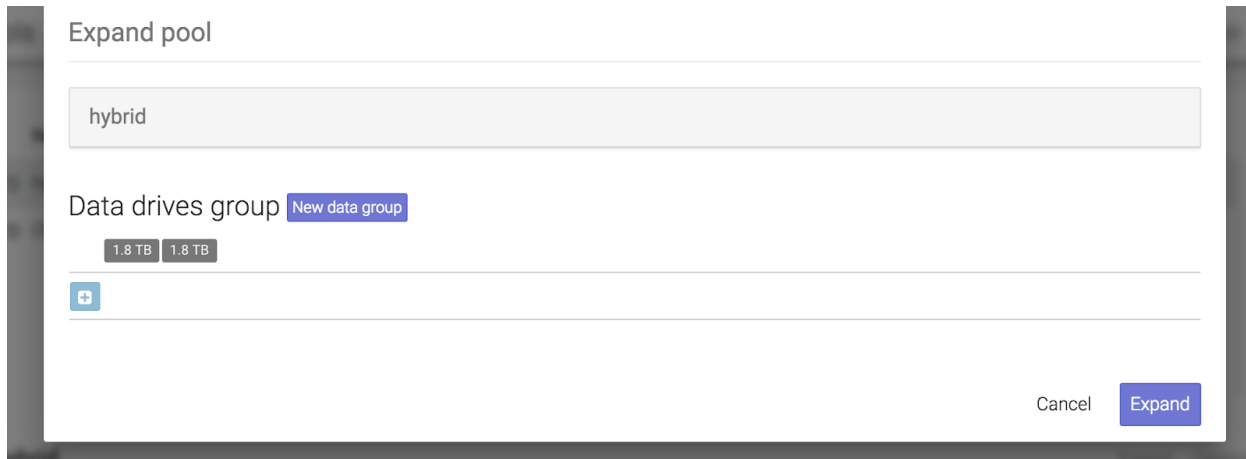 Expand pool
hybrid
Data drives group New data group
1.8 TB 1.8 TB
Cancel Expand